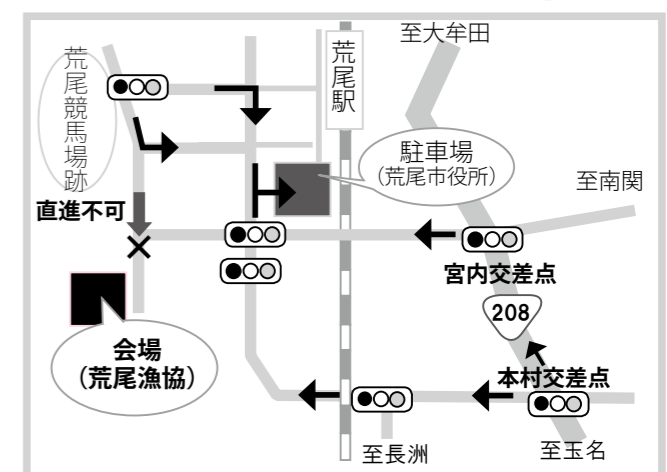 至大牟田
荒尾駅
荒尾競馬場跡
駐車場
(荒尾市役所)
至南関
直進不可
宮内交差点
208
会場
(荒尾漁協)
本村交差点
至長洲
至玉名